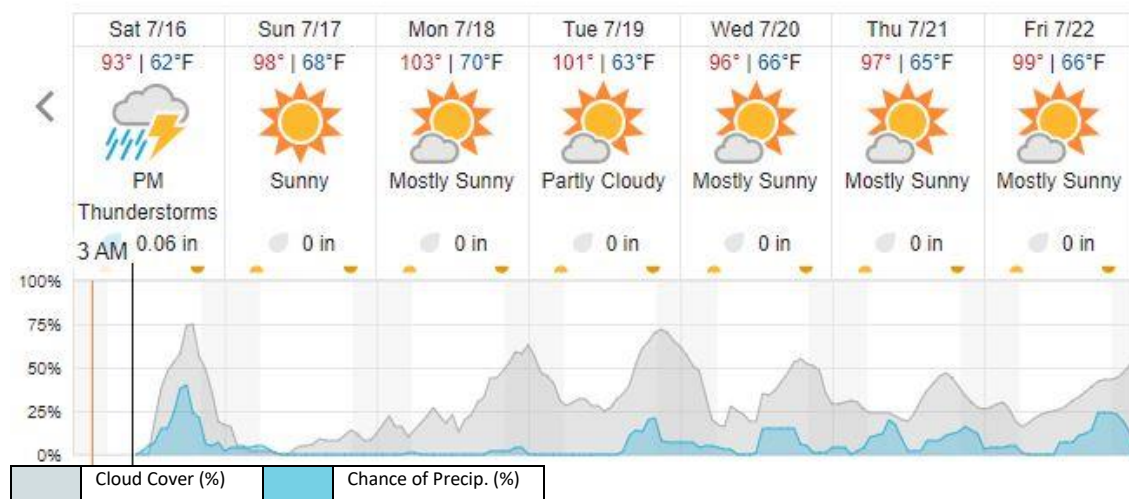 Sat 7/16 Sun 7/17 Mon 7/18 Tue 7/19 Wed 7/20 Thu 7/21 Fri 7/22
93° | 62°F 98° | 68°F 103° | 70°F 101° | 63°F 96° | 66°F 97° | 65°F 99° | 66°F
PM Sunny Mostly Sunny Partly Cloudy Mostly Sunny Mostly Sunny Mostly Sunny
Thunderstorms
0.06 in 0 in 0 in 0 in 0 in 0 in 0 in
3 AM
100%
75%
50%
25%
0%
Cloud Cover (%) Chance of Precip. (%)